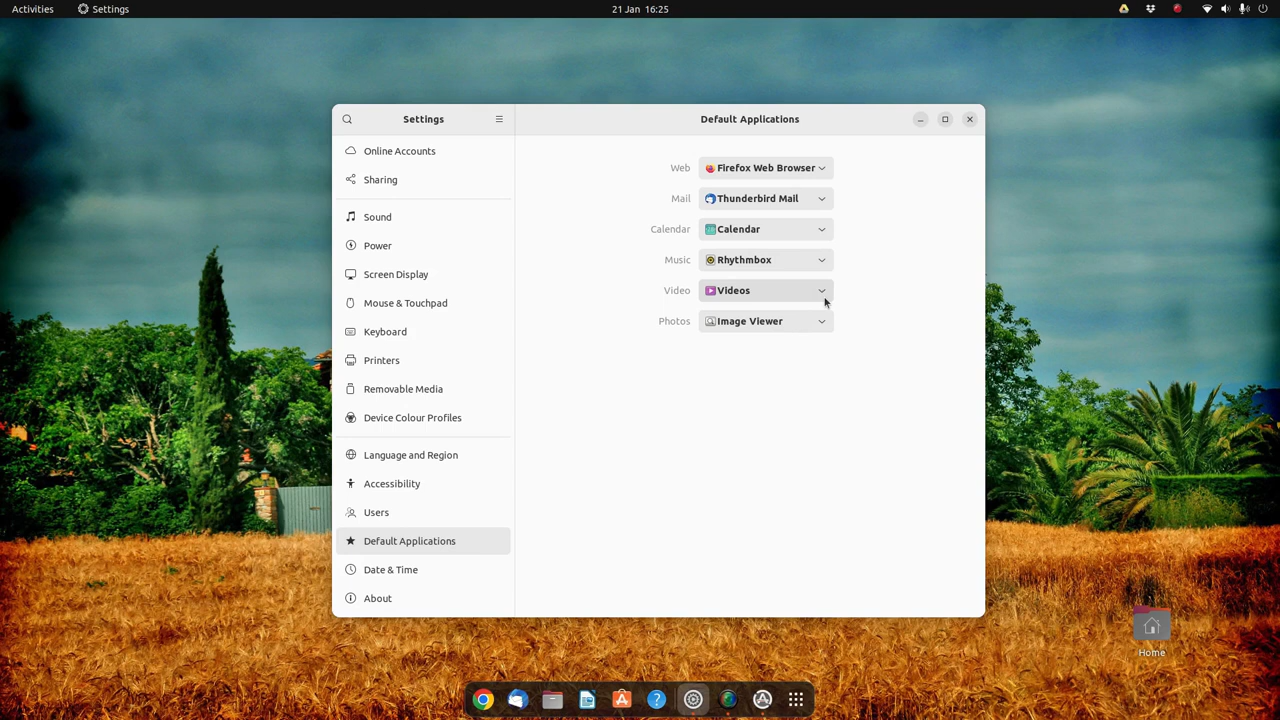 Activities Settings 21 Jan 16:25
Settings Default Applications
Online Accounts
Sharing
Sound
Power
Screen Display
Mouse & Touchpad
Keyboard
Printers
Removable Media
Device Colour Profiles
Language and Region
Accessibility
Users
Default Applications
Date & Time
About
Web Firefox Web Browser
Mail Thunderbird Mail
Calendar Calendar
Music Rhythmbox
Video Videos
Photos Image Viewer
Home